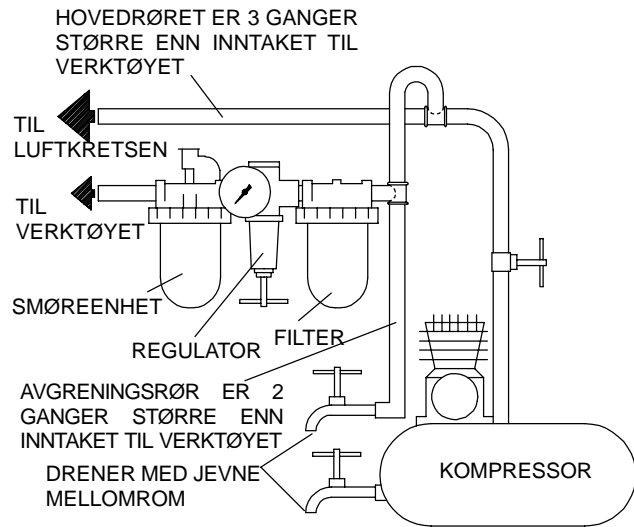 HOVEDRØRET ER 3 GANGER
STØRRE ENN INNTAKET TIL
VERKTØYET
TIL
LUFTKRETSEN
TIL
VERKTØYET
SMØREENHET
REGULATOR
FILTER
AVGRENINGSRØR ER 2
GANGER STØRRE ENN
INNTAKET TIL VERKTØYET
DRENER MED JEVNE
MELLOMROM
KOMPRESSOR